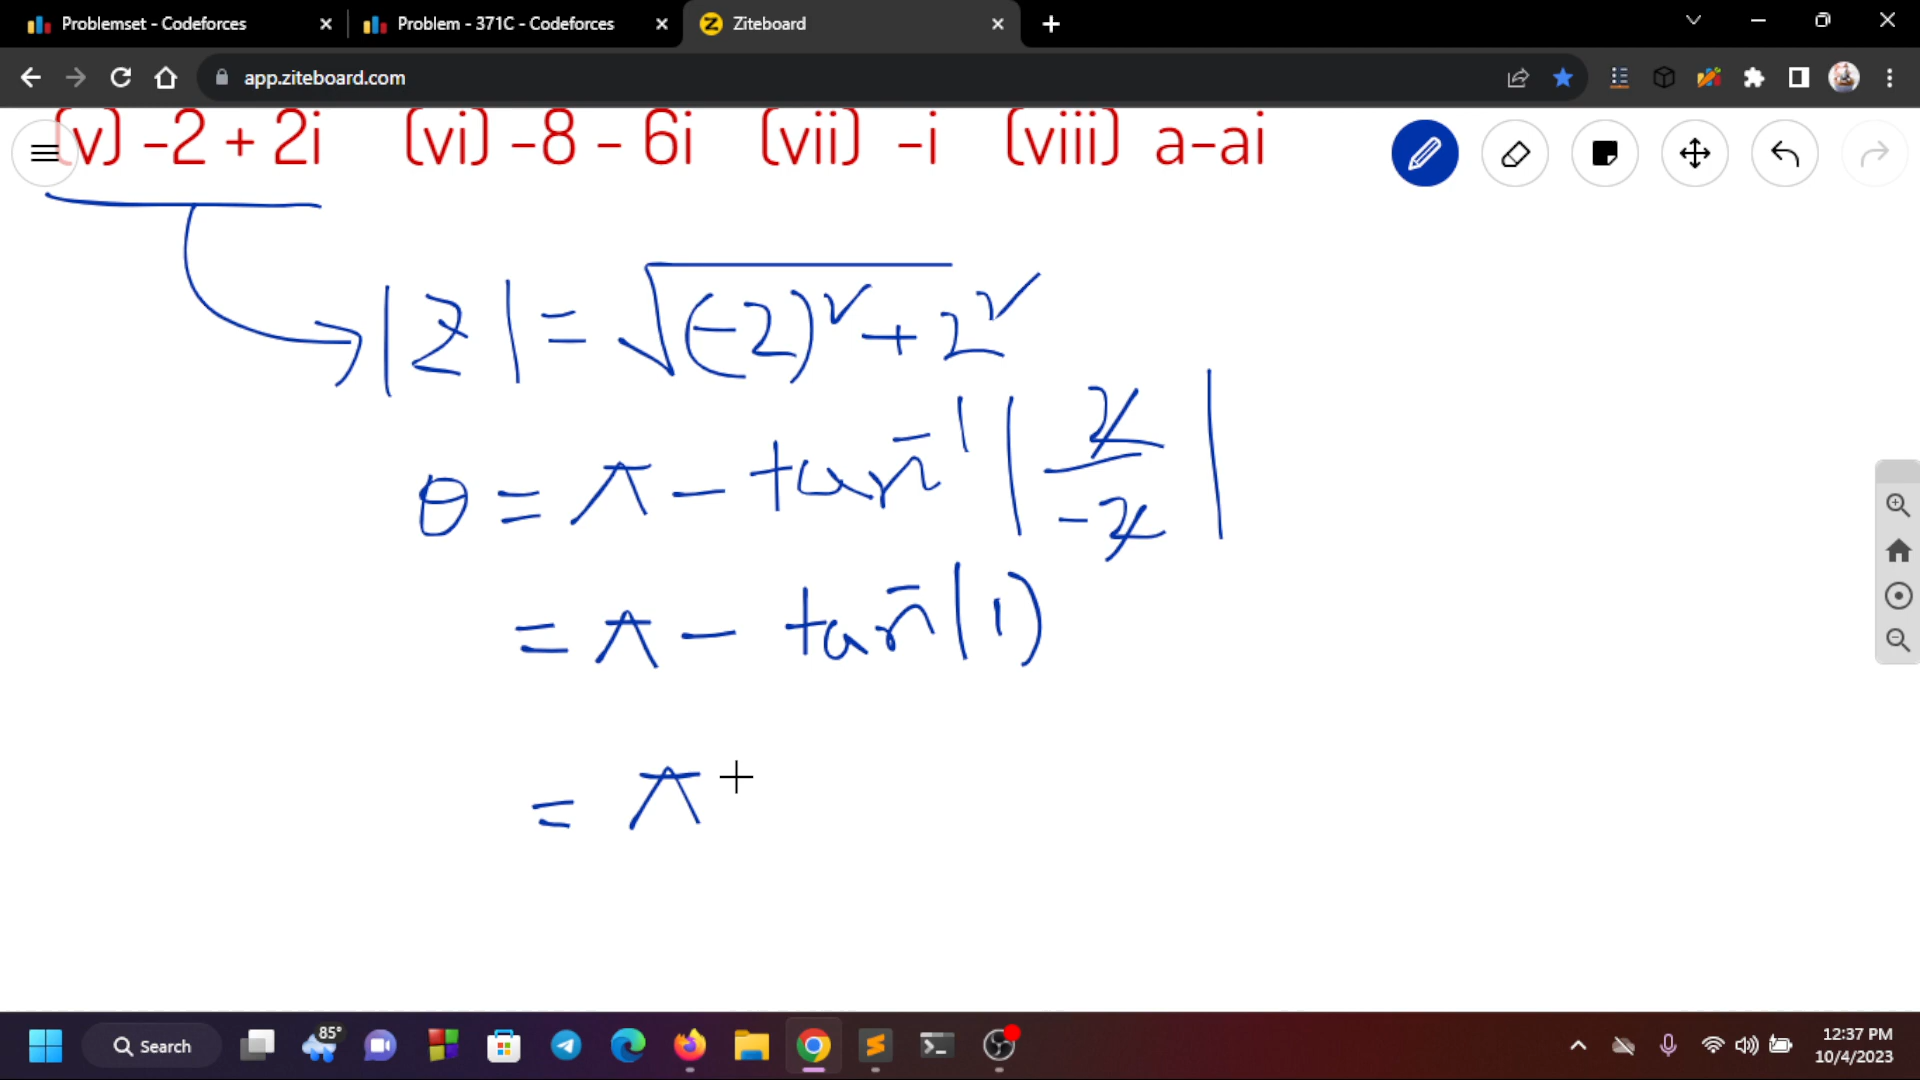 Problemset - Codeforces
Problem - 371C - Codeforces
Ziteboard
app.ziteboard.com
(v) -2 + 2i (vi) -8 - 6i (vii) -i (viii) a-ai
|Z| = √(-2)² + 2²
θ = π - tan⁻¹ |2/-2|
= π - tan⁻¹(1)
= π
85°
Search
12:37 PM
10/4/2023